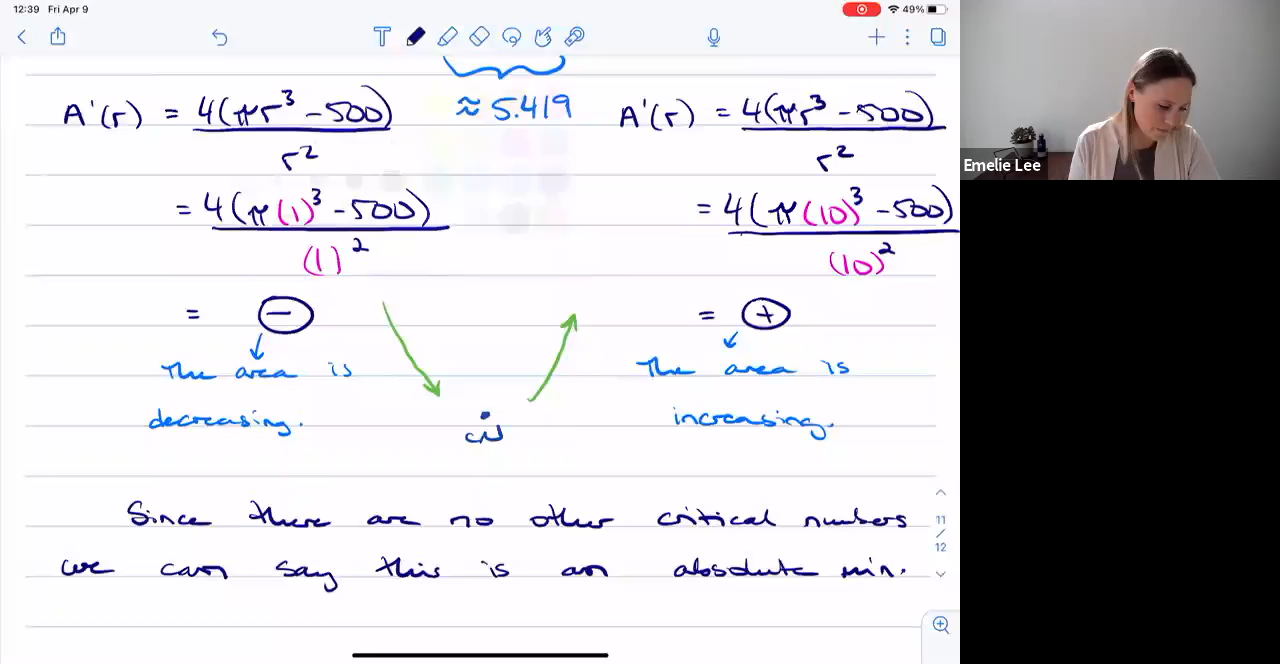 12:39 Fri Apr 9
49%
T
A'(r) = 4(πr³ - 500) / r²
≈ 5.419
A'(r) = 4(πr³ - 500) / r²
= 4(π(1)³ - 500) / (1)²
= 4(π(10)³ - 500) / (10)²
= -
= +
The area is
decreasing.
The area is
increasing.
CN
Since there are no other critical numbers
we can say this is an absolute min.
11
/
12
Emelie Lee